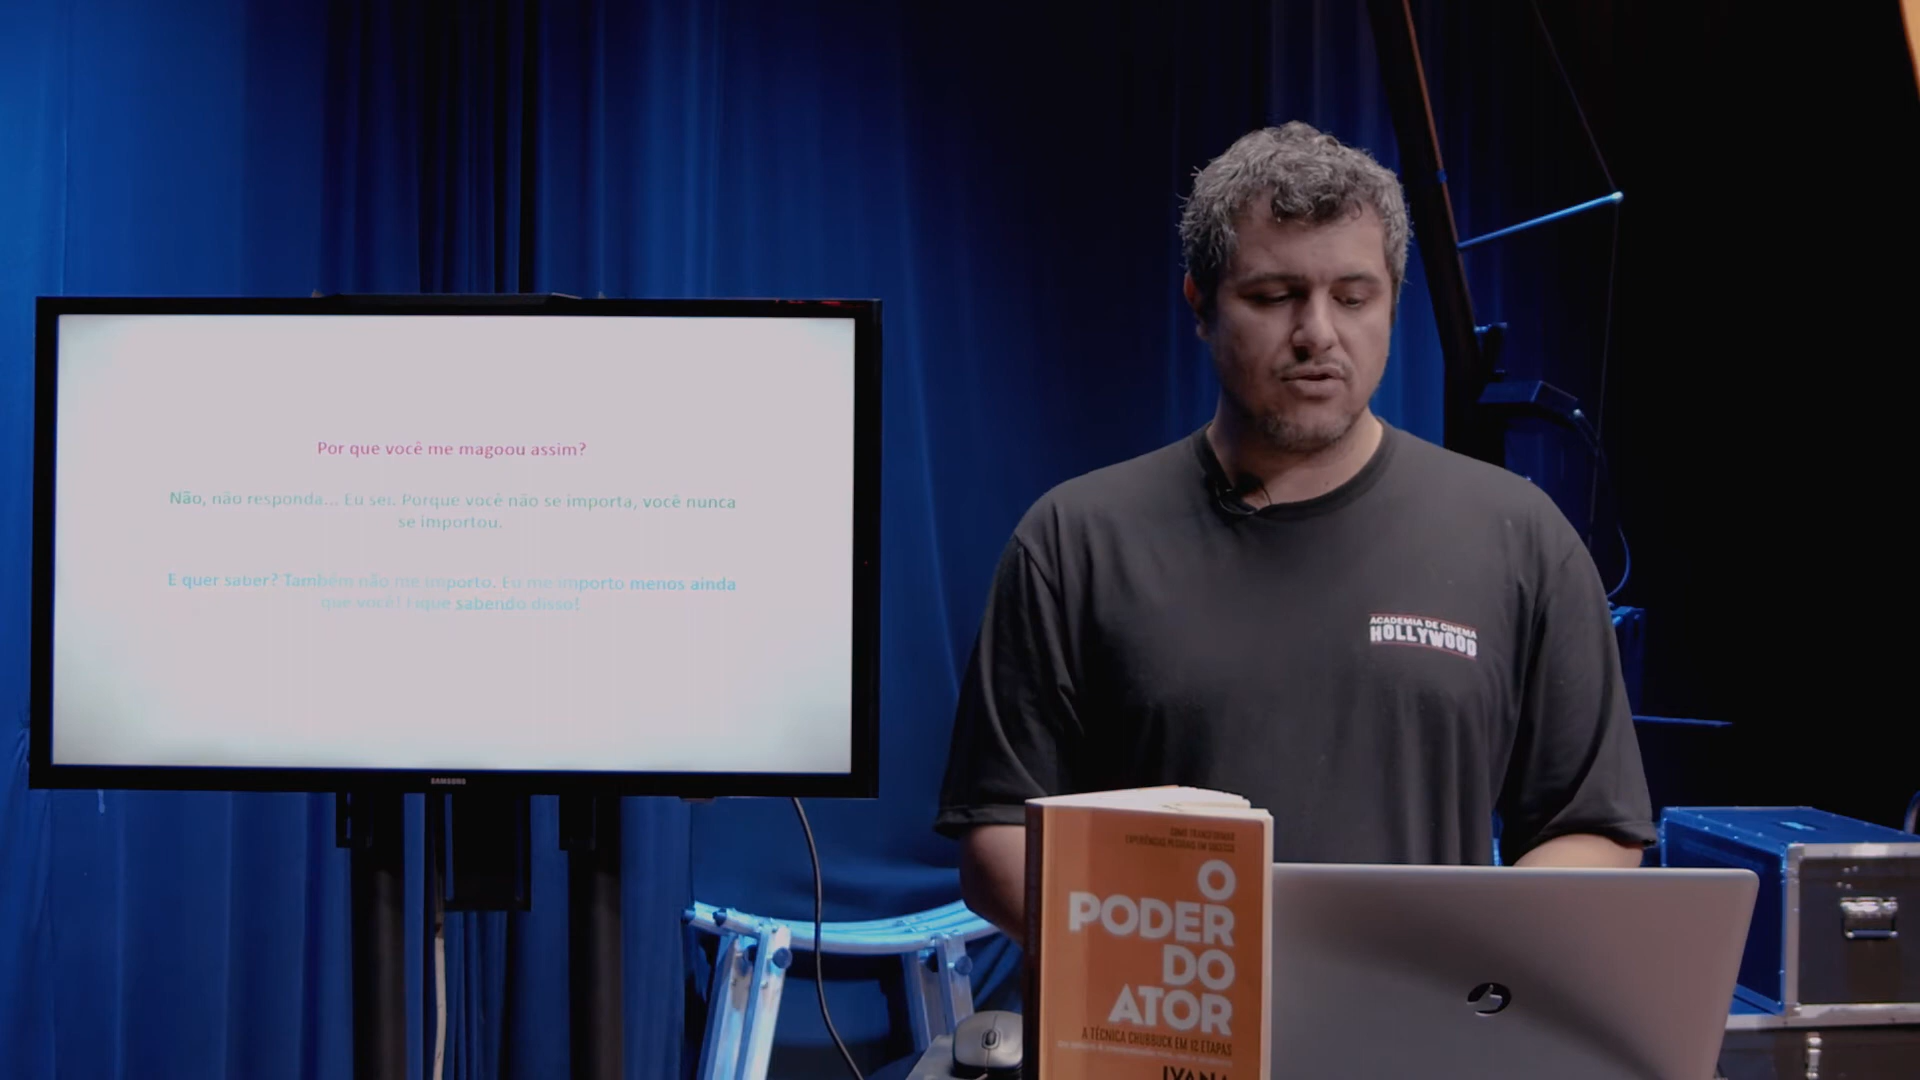 Por que você me magoou assim?
Não, não responda... Eu sei. Porque você não se importa, você nunca
se importou.
E quer saber? Também não me importo. Eu me importo menos ainda
que você! Fique sabendo disso!
SAMSUNG
ACADEMIA DE CINEMA
HOLLYWOOD
COMO TRANSFORMAR
EXPERIÊNCIAS PESSOAIS EM SUCESSO
O
PODER
DO
ATOR
A TÉCNICA CHUBBUCK EM 12 ETAPAS
IVANA